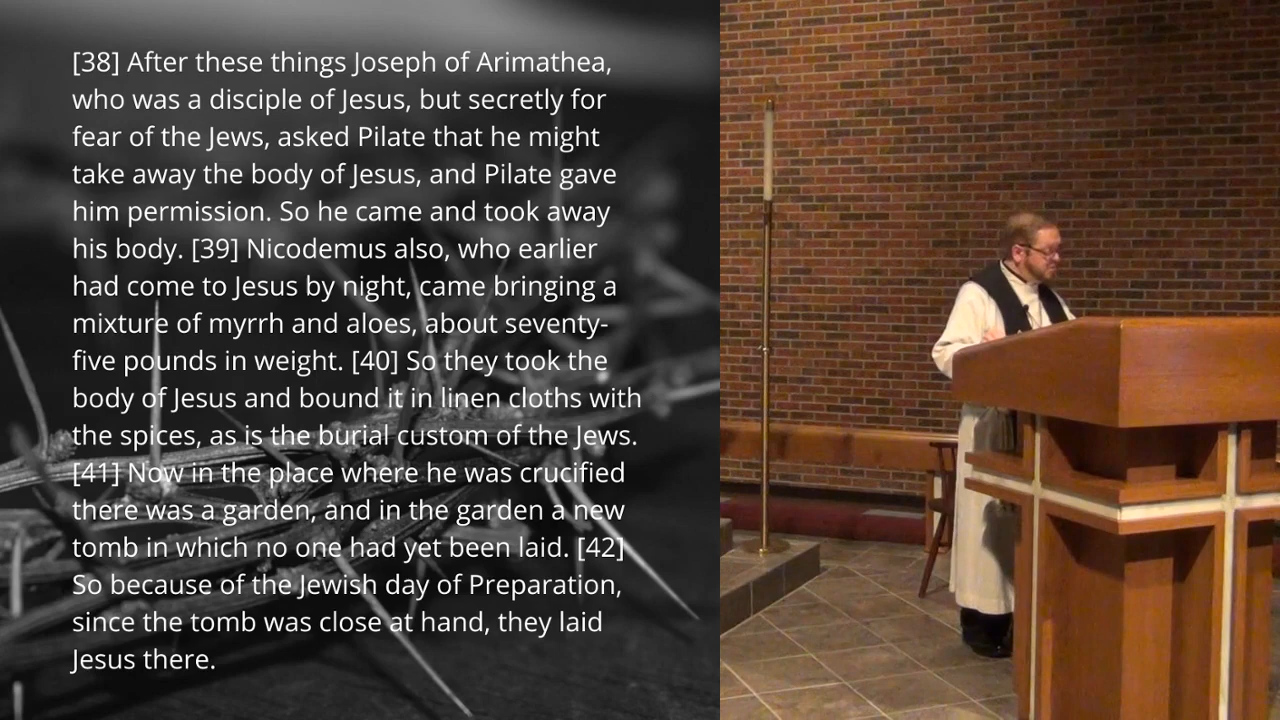 [38] After these things Joseph of Arimathea,
who was a disciple of Jesus, but secretly for
fear of the Jews, asked Pilate that he might
take away the body of Jesus, and Pilate gave
him permission. So he came and took away
his body. [39] Nicodemus also, who earlier
had come to Jesus by night, came bringing a
mixture of myrrh and aloes, about seventy-
five pounds in weight. [40] So they took the
body of Jesus and bound it in linen cloths with
the spices, as is the burial custom of the Jews.
[41] Now in the place where he was crucified
there was a garden, and in the garden a new
tomb in which no one had yet been laid. [42]
So because of the Jewish day of Preparation,
since the tomb was close at hand, they laid
Jesus there.